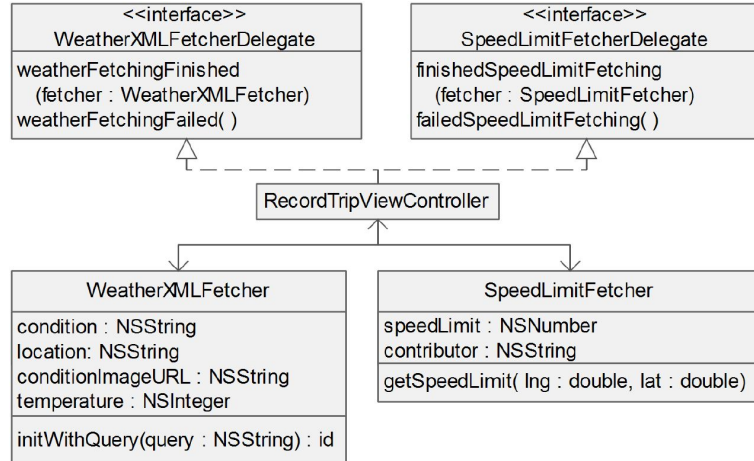 <<interface>>
WeatherXMLFetcherDelegate
weatherFetchingFinished
(fetcher : WeatherXMLFetcher)
weatherFetchingFailed( )
<<interface>>
SpeedLimitFetcherDelegate
finishedSpeedLimitFetching
(fetcher : SpeedLimitFetcher)
failedSpeedLimitFetching( )
RecordTripViewController
WeatherXMLFetcher
condition : NSString
location: NSString
conditionImageURL : NSString
temperature : NSInteger
initWithQuery(query : NSString) : id
SpeedLimitFetcher
speedLimit : NSNumber
contributor : NSString
getSpeedLimit( lng : double, lat : double)